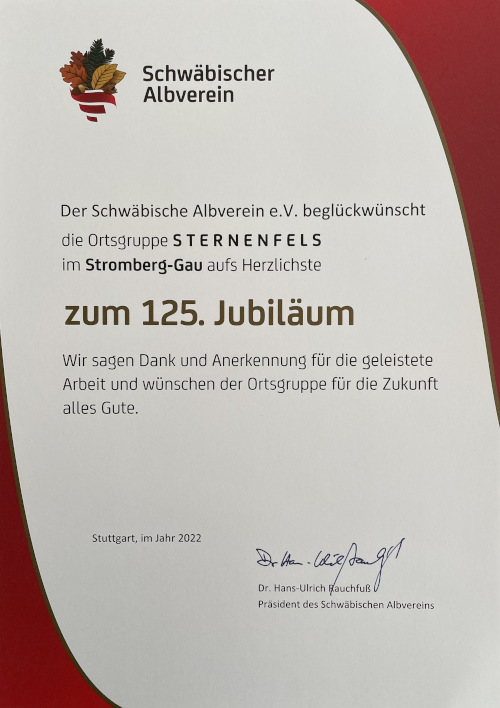 Schwäbischer
Albverein
Der Schwäbische Albverein e.V. beglückwünscht
die Ortsgruppe STERNENFELS
im Stromberg-Gau aufs Herzlichste
zum 125. Jubiläum
Wir sagen Dank und Anerkennung für die geleistete
Arbeit und wünschen der Ortsgruppe für die Zukunft
alles Gute.
Stuttgart, im Jahr 2022
Dr. Hans-Ulrich Rauchfuß
Präsident des Schwäbischen Albvereins